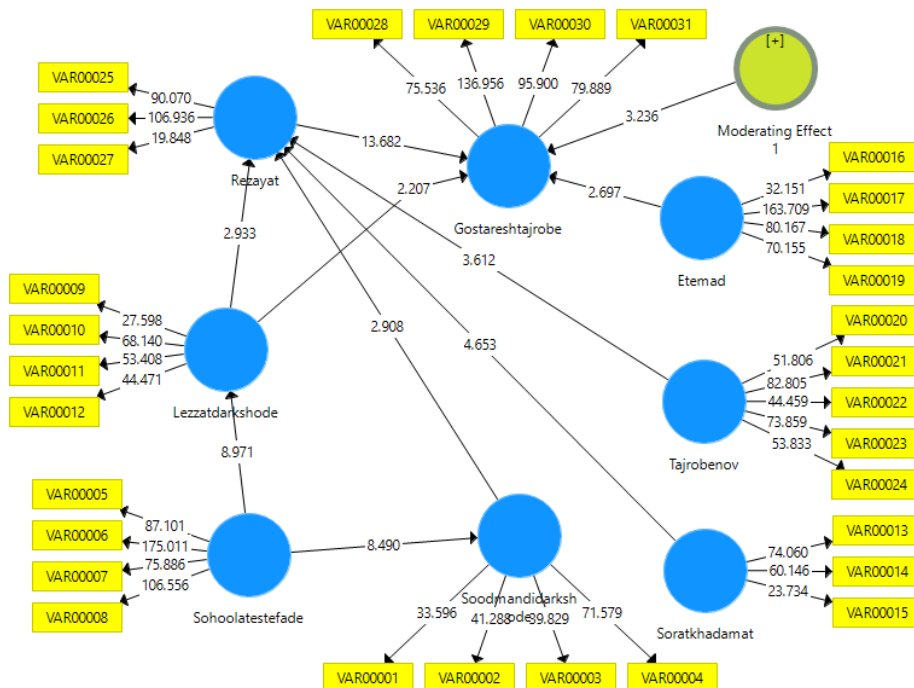 VAR00028
VAR00029
VAR00030
VAR00031
[+]
75.536
136.956
95.900
79.889
3.236
Moderating Effect
1
VAR00025
VAR00026
VAR00027
90.070
106.936
19.848
Rezayat
13.682
Gostareshtajrobe
2.207
2.697
Etemad
VAR00016
VAR00017
VAR00018
VAR00019
32.151
163.709
80.167
70.155
2.933
3.612
VAR00009
VAR00010
VAR00011
VAR00012
27.598
68.140
53.408
44.471
Lezzatdarkshode
2.908
4.653
VAR00020
VAR00021
VAR00022
VAR00023
VAR00024
51.806
82.805
44.459
73.859
53.833
Tajrobenov
8.971
VAR00005
VAR00006
VAR00007
VAR00008
87.101
175.011
75.886
106.556
Sohoolatestefade
8.490
Soodmandidarksh
ode
33.596
41.288
39.829
71.579
VAR00001
VAR00002
VAR00003
VAR00004
VAR00013
VAR00014
VAR00015
74.060
60.146
23.734
Soratkhadamat